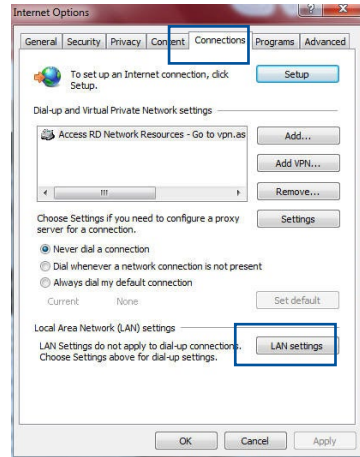 Internet Options
General Security Privacy Content Connections Programs Advanced
To set up an Internet connection, click
Setup.
Setup
Dial-up and Virtual Private Network settings
Access RD Network Resources - Go to vpn.as
Add...
Add VPN...
Remove...
Choose Settings if you need to configure a proxy
server for a connection.
Settings
Never dial a connection
Dial whenever a network connection is not present
Always dial my default connection
Current None
Set default
Local Area Network (LAN) settings
LAN Settings do not apply to dial-up connections.
Choose Settings above for dial-up settings.
LAN settings
OK Cancel Apply